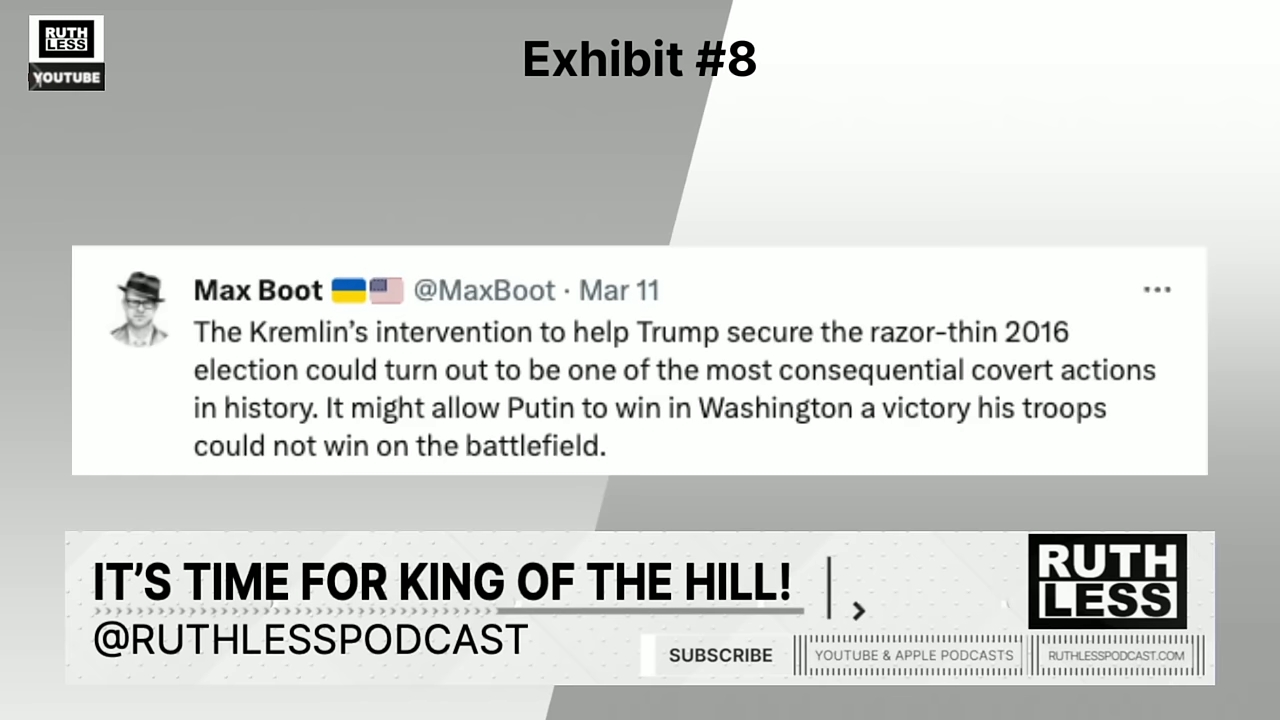 RUTH
LESS
YOUTUBE
Exhibit #8
Max Boot 🇺🇦🇺🇸 @MaxBoot · Mar 11
The Kremlin’s intervention to help Trump secure the razor-thin 2016
election could turn out to be one of the most consequential covert actions
in history. It might allow Putin to win in Washington a victory his troops
could not win on the battlefield.
IT’S TIME FOR KING OF THE HILL!
@RUTHLESSPODCAST
RUTH
LESS
SUBSCRIBE
YOUTUBE & APPLE PODCASTS
RUTHLESSPODCAST.COM